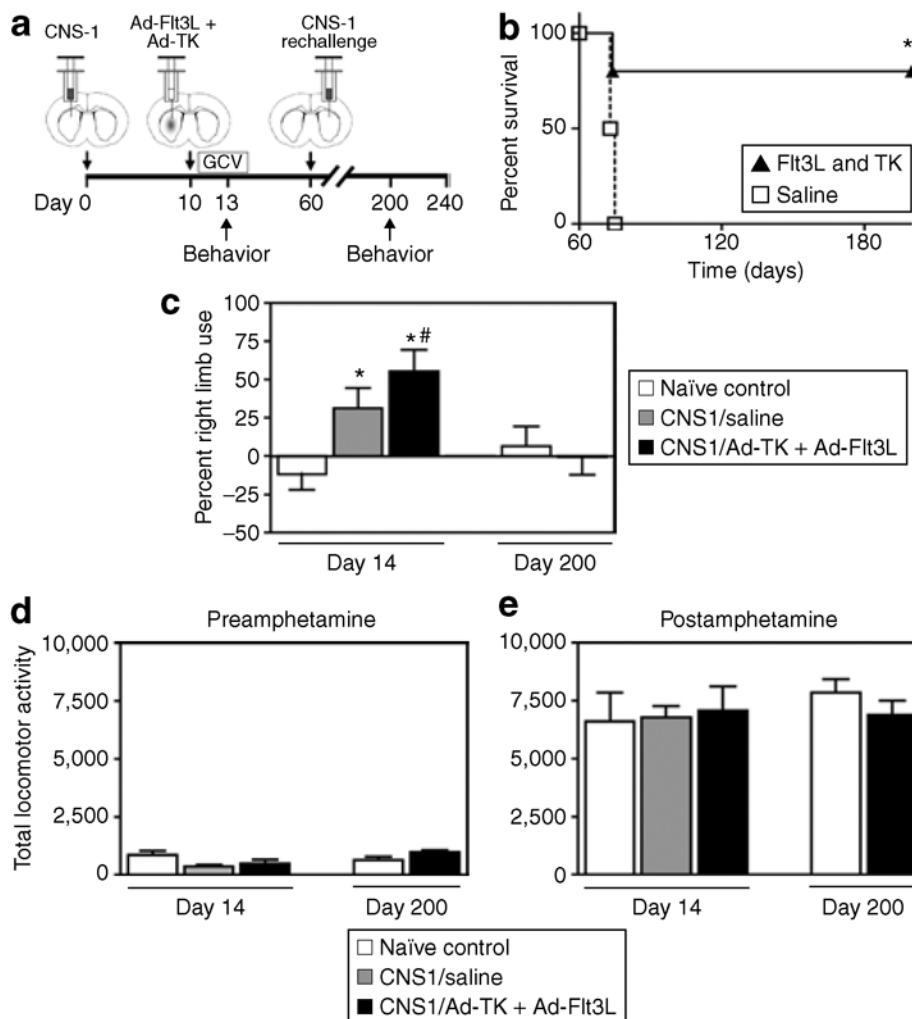 a
CNS-1
Ad-Flt3L +
Ad-TK
CNS-1
rechallenge
GCV
Day 0 10 13 60 200 240
Behavior Behavior
b
Percent survival
100
50
0
60 120 180
Time (days)
*
▲ Flt3L and TK
□ Saline
c
Percent right limb use
100
75
50
25
0
−25
−50
*
*#
Day 14 Day 200
Naïve control
CNS1/saline
CNS1/Ad-TK + Ad-Flt3L
d
Preamphetamine
Total locomotor activity
10,000
7,500
5,000
2,500
0
Day 14 Day 200
e
Postamphetamine
10,000
7,500
5,000
2,500
0
Day 14 Day 200
Naïve control
CNS1/saline
CNS1/Ad-TK + Ad-Flt3L